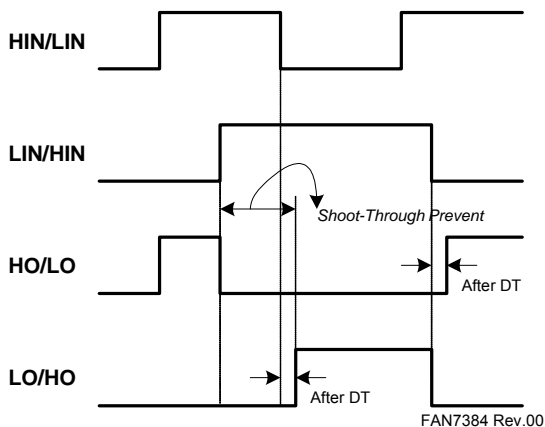 HIN/LIN
LIN/HIN
Shoot-Through Prevent
HO/LO
After DT
LO/HO
After DT
FAN7384 Rev.00